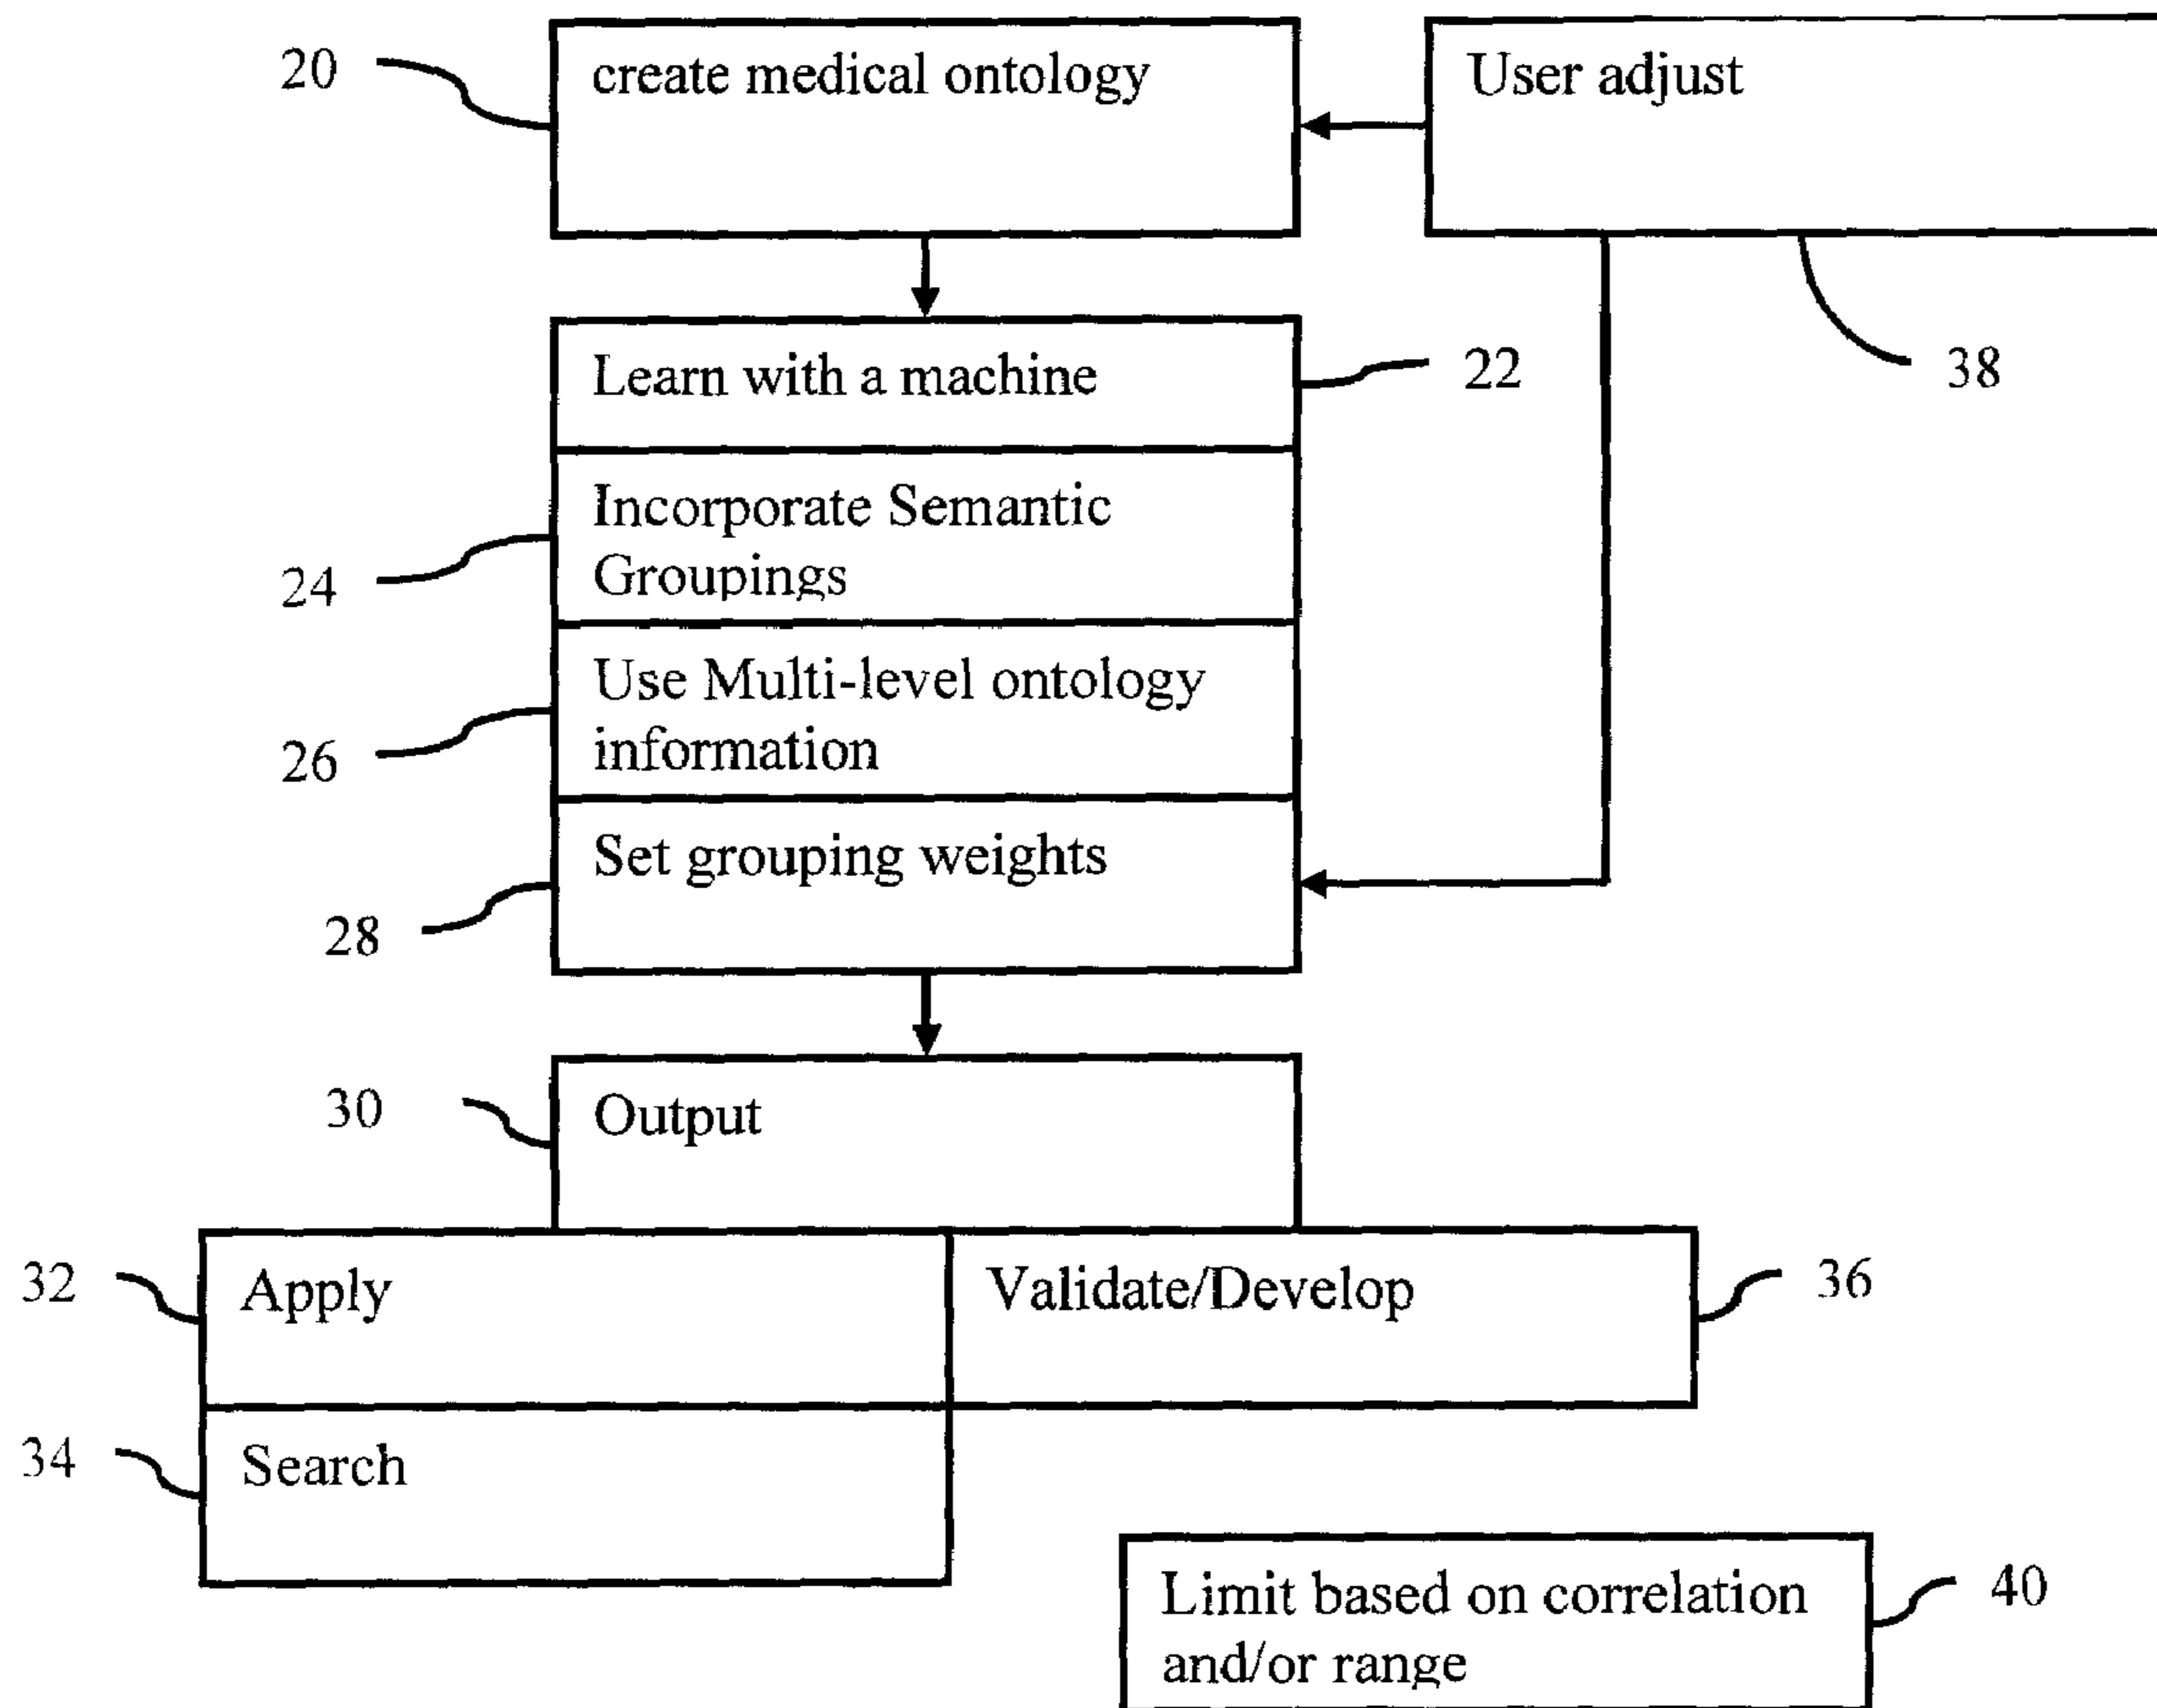 20
create medical ontology
User adjust
Learn with a machine
22
38
Incorporate Semantic
Groupings
24
Use Multi-level ontology
information
26
Set grouping weights
28
30
Output
32
Apply
Validate/Develop
36
34
Search
Limit based on correlation
and/or range
40